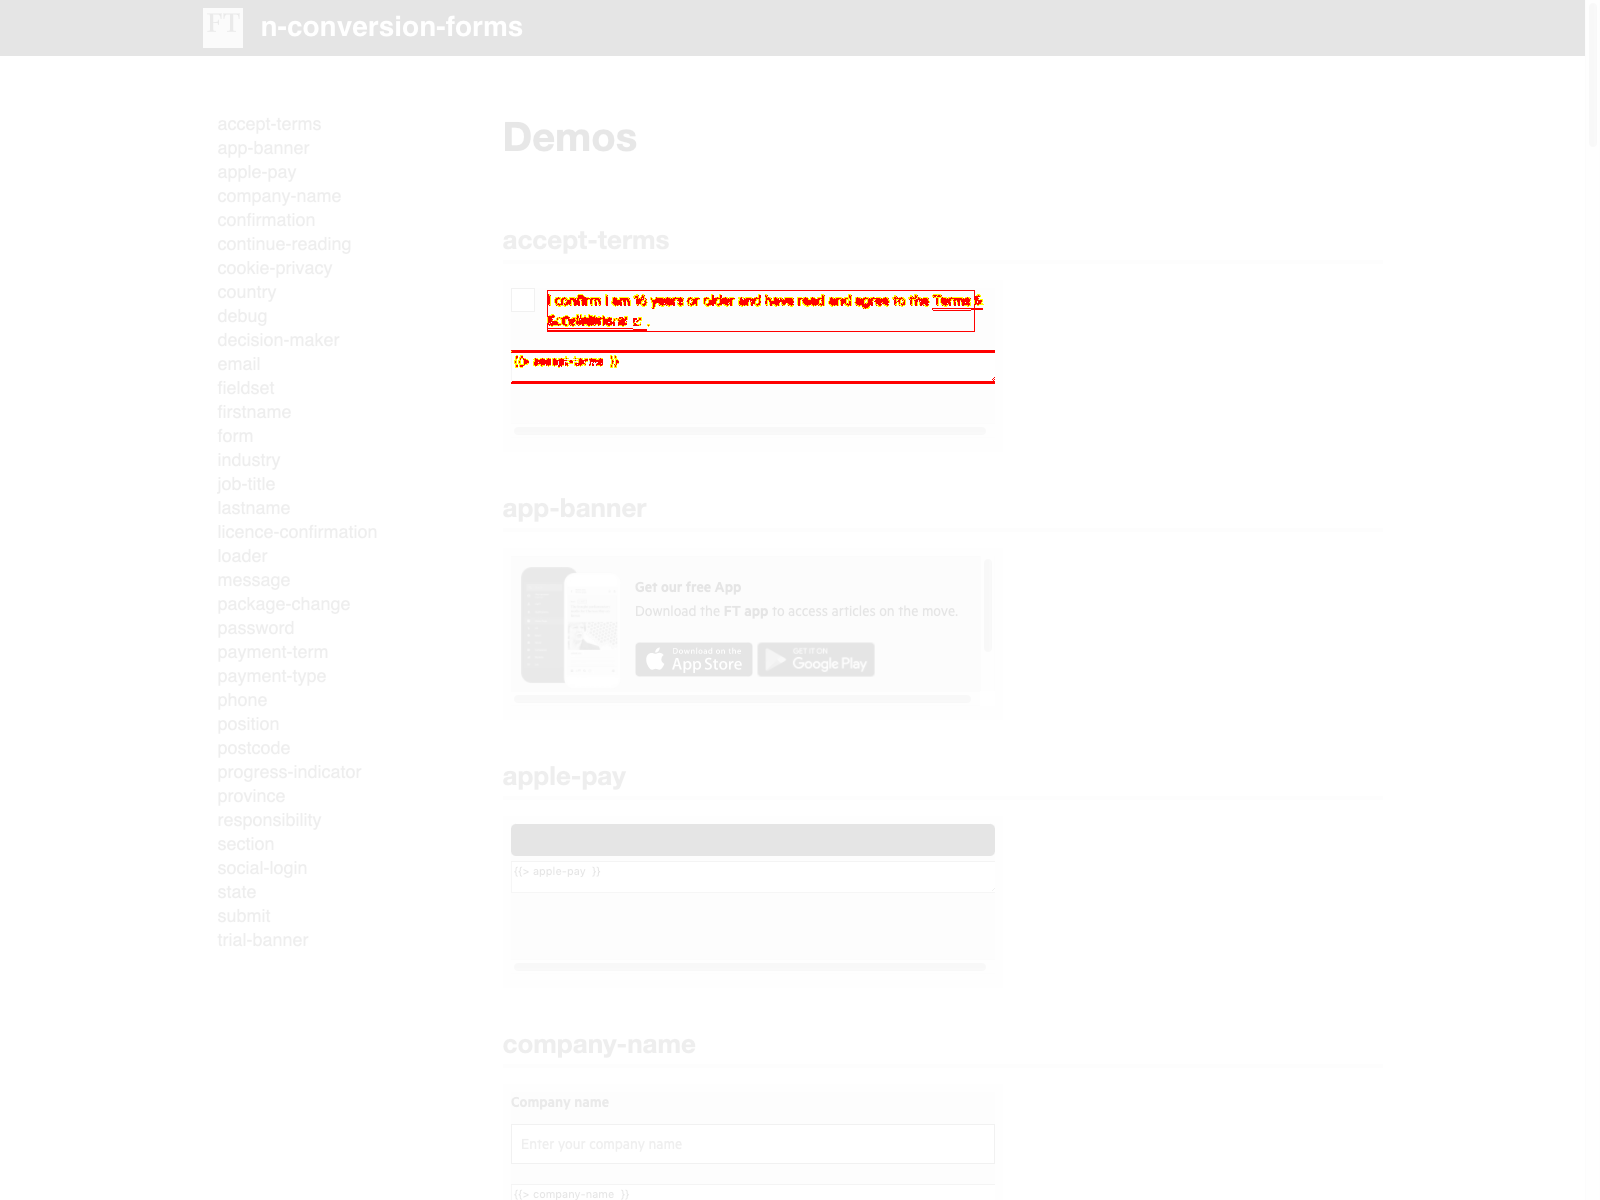 FT n-conversion-forms
accept-terms
app-banner
apple-pay
company-name
confirmation
continue-reading
cookie-privacy
country
debug
decision-maker
email
fieldset
firstname
form
industry
job-title
lastname
licence-confirmation
loader
message
package-change
password
payment-term
payment-type
phone
position
postcode
progress-indicator
province
responsibility
section
social-login
state
submit
trial-banner
Demos
accept-terms
I confirm I am 16 years or older and have read and agree to the Terms &
{{> accept-terms }}
app-banner
Get our free App
Download the FT app to access articles on the move.
Download on the
App Store
GET IT ON
Google Play
apple-pay
{{> apple-pay }}
company-name
Company name
Enter your company name
{{> company-name }}